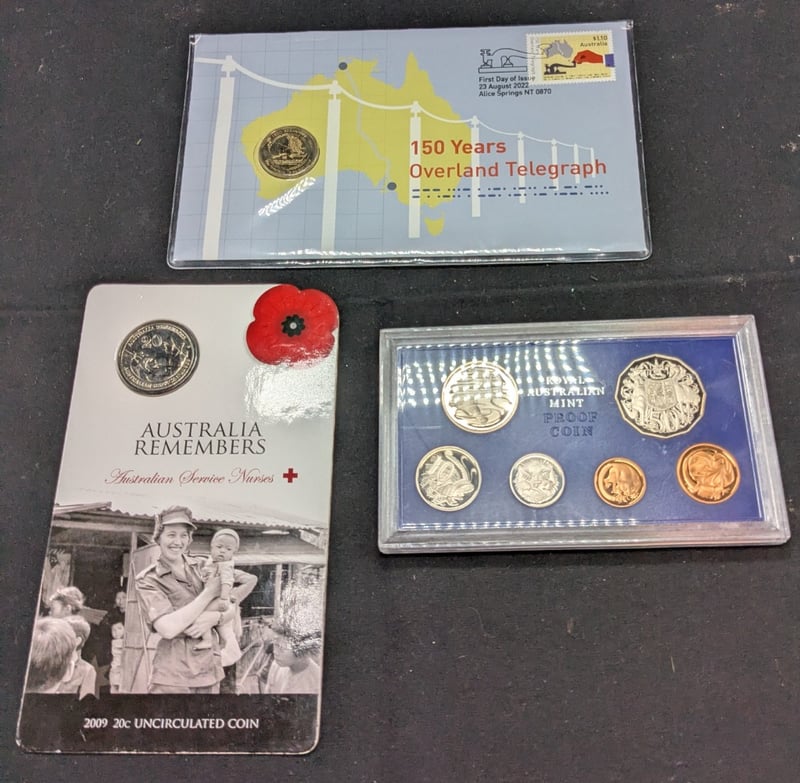 $1.10
Australia
First Day of Issue
23 August 2022
Alice Springs NT 0870
150 Years
Overland Telegraph
20
AUSTRALIA
REMEMBERS
Australian Service Nurses
2009 20c UNCIRCULATED COIN
ROYAL
AUSTRALIAN
MINT
PROOF
COIN